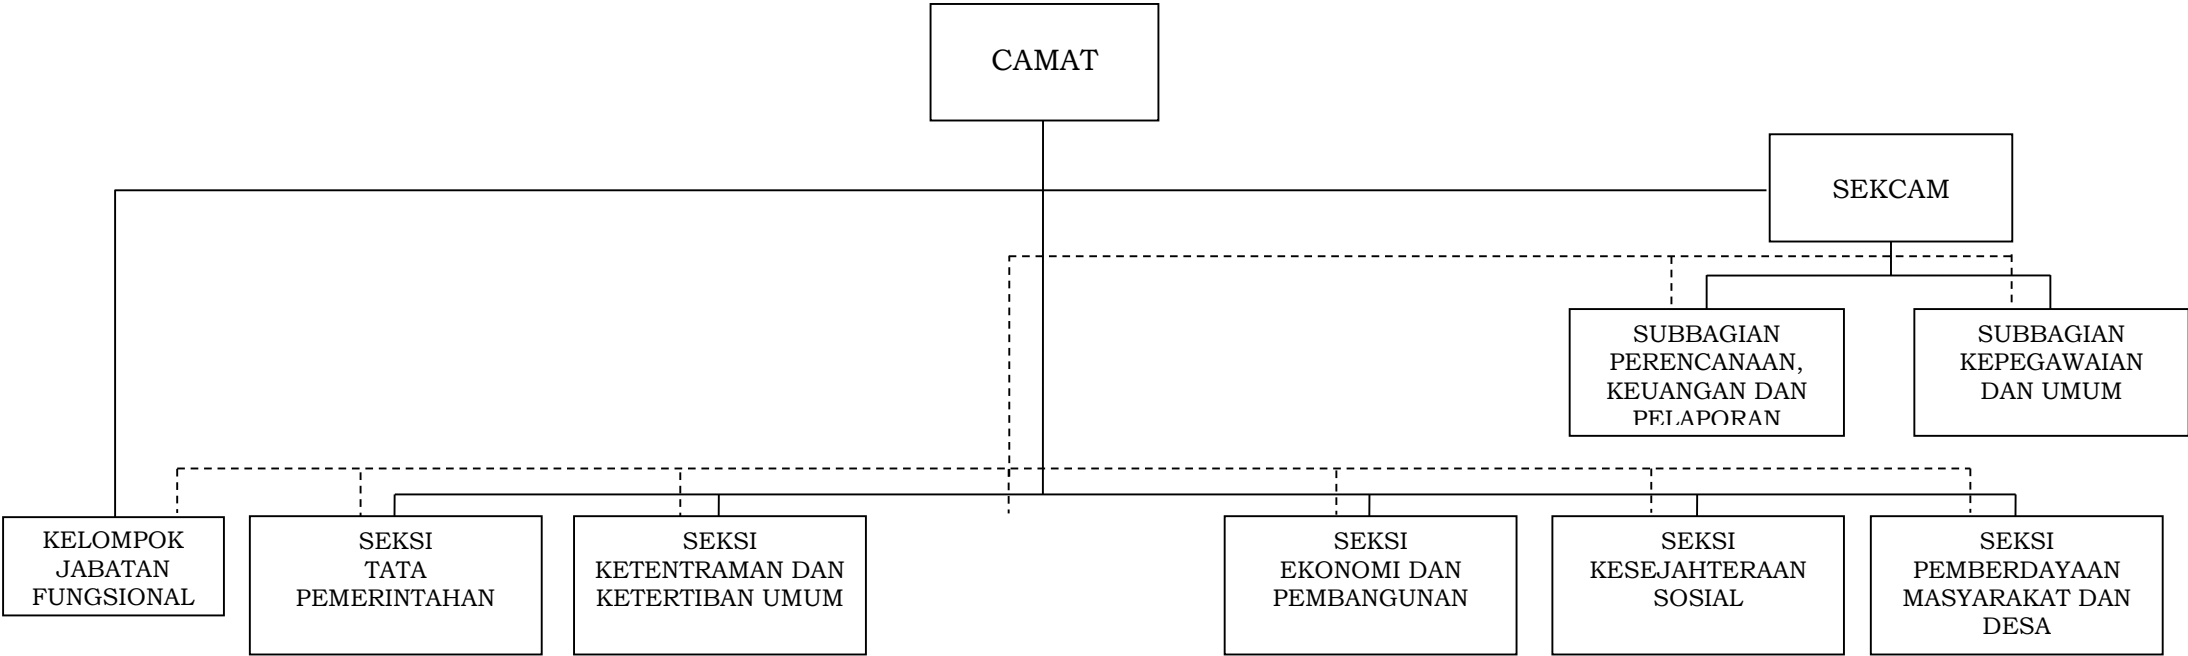 CAMAT
SEKCAM
SUBBAGIAN
PERENCANAAN,
KEUANGAN DAN
PELAPORAN
SUBBAGIAN
KEPEGAWAIAN
DAN UMUM
KELOMPOK
JABATAN
FUNGSIONAL
SEKSI
TATA
PEMERINTAHAN
SEKSI
KETENTRAMAN DAN
KETERTIBAN UMUM
SEKSI
EKONOMI DAN
PEMBANGUNAN
SEKSI
KESEJAHTERAAN
SOSIAL
SEKSI
PEMBERDAYAAN
MASYARAKAT DAN
DESA